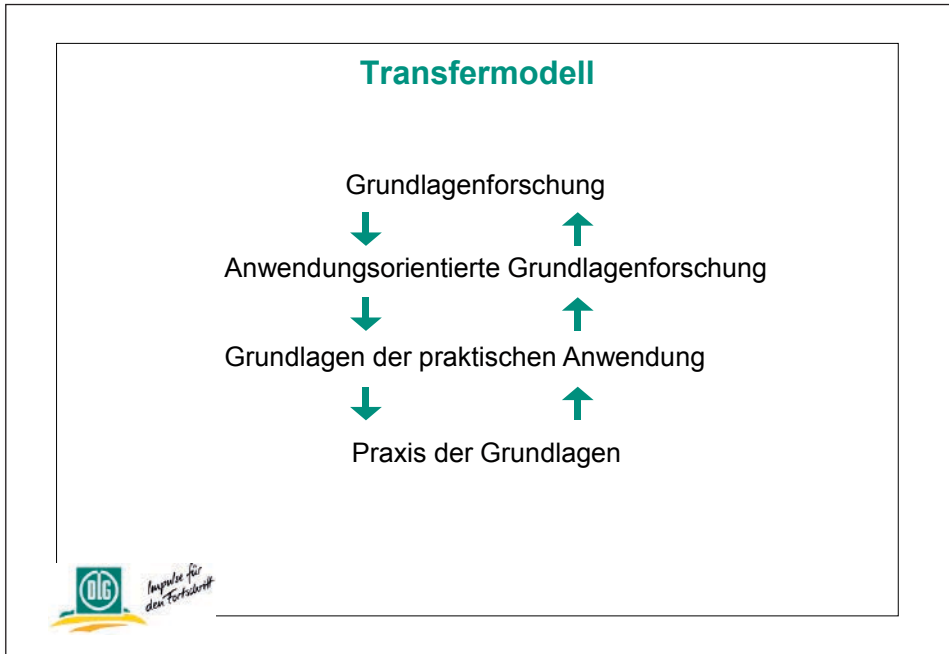 Transfermodell
Grundlagenforschung
Anwendungsorientierte Grundlagenforschung
Grundlagen der praktischen Anwendung
Praxis der Grundlagen
DLG
Impulse für
den Fortschritt